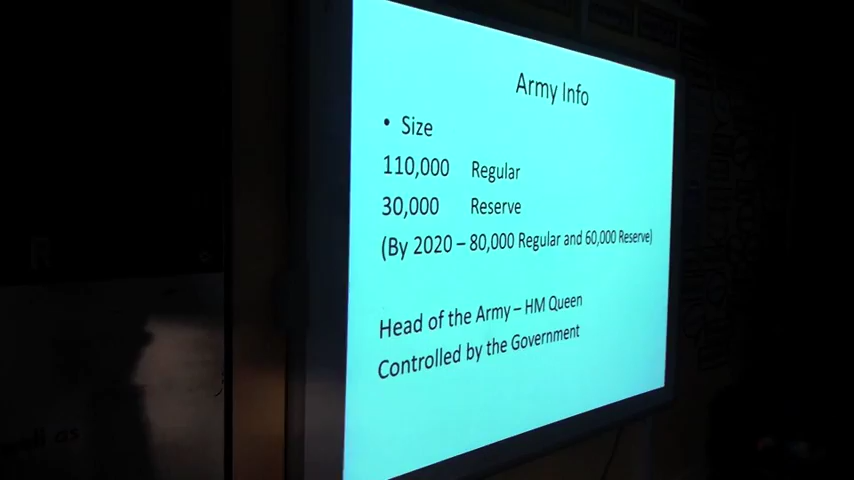 Army Info
• Size
110,000 Regular
30,000 Reserve
(By 2020 – 80,000 Regular and 60,000 Reserve)
Head of the Army – HM Queen
Controlled by the Government